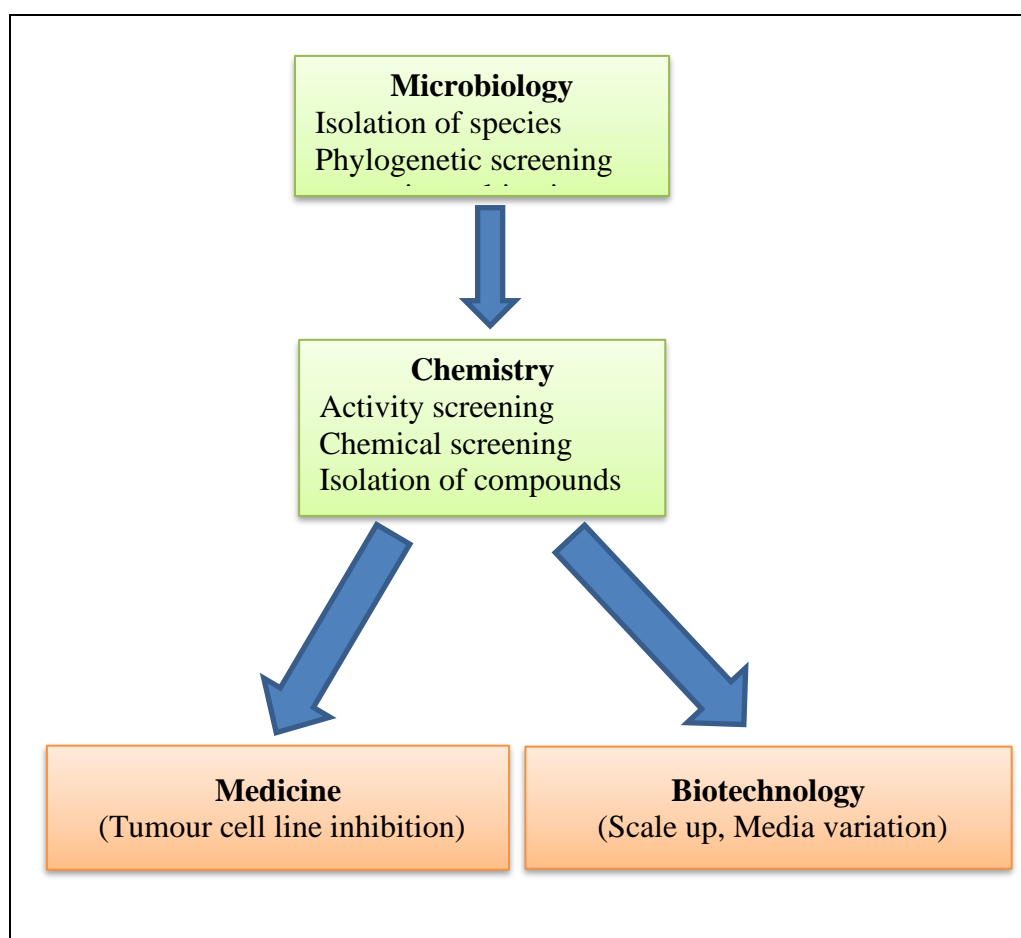 Microbiology
Isolation of species
Phylogenetic screening
Chemistry
Activity screening
Chemical screening
Isolation of compounds
Medicine
(Tumour cell line inhibition)
Biotechnology
(Scale up, Media variation)